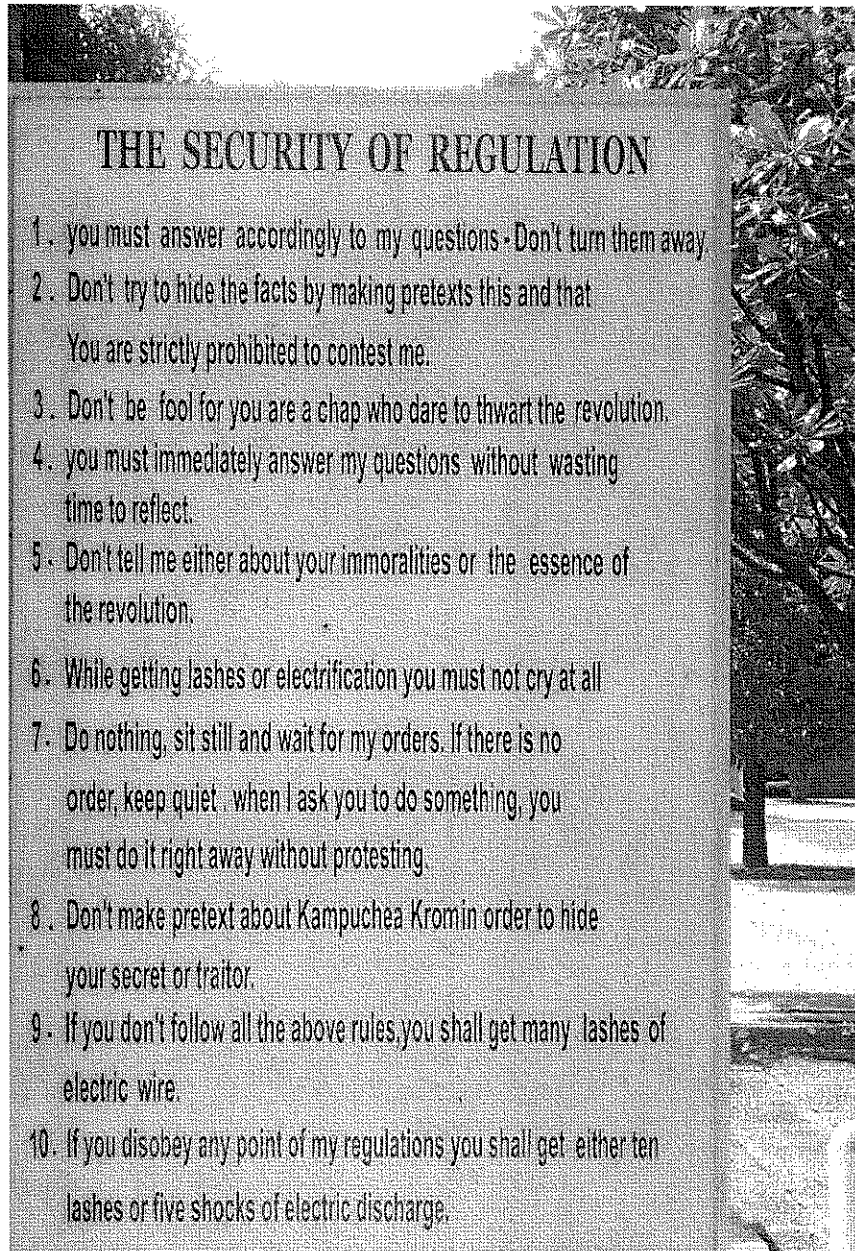 THE SECURITY OF REGULATION
1. you must answer accordingly to my questions - Don't turn them away.
2. Don't try to hide the facts by making pretexts this and that
You are strictly prohibited to contest me.
3. Don't be fool for you are a chap who dare to thwart the revolution.
4. you must immediately answer my questions without wasting
time to reflect.
5- Don't tell me either about your immoralities or the essence of
the revolution.
6. While getting lashes or electrification you must not cry at all
7- Do nothing, sit still and wait for my orders. If there is no
order, keep quiet. when I ask you to do something, you
must do it right away without protesting.
8. Don't make pretext about Kampuchea Krom in order to hide
your secret or traitor.
9- If you don't follow all the above rules,you shall get many lashes of
electric wire.
10- If you disobey any point of my regulations you shall get either ten
lashes or five shocks of electric discharge.